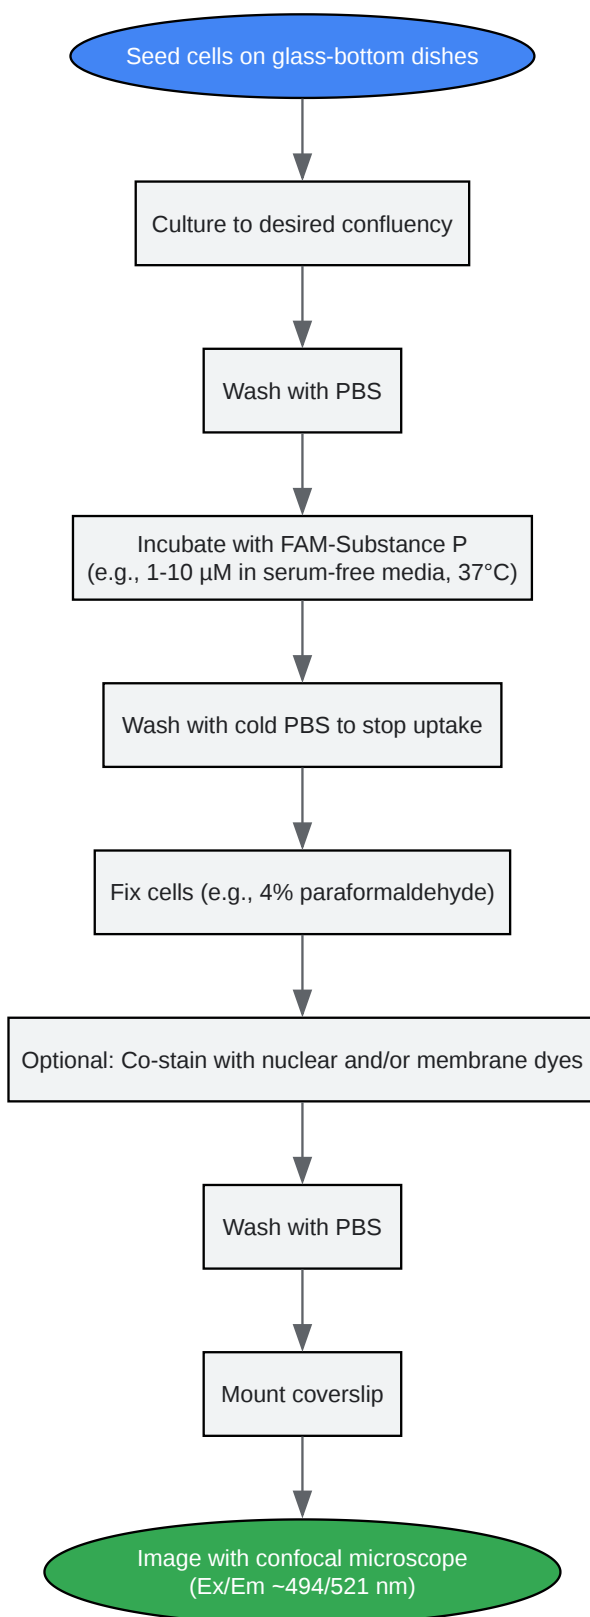 Seed cells on glass-bottom dishes
Culture to desired confluency
Wash with PBS
Incubate with FAM-Substance P
(e.g., 1-10 µM in serum-free media, 37°C)
Wash with cold PBS to stop uptake
Fix cells (e.g., 4% paraformaldehyde)
Optional: Co-stain with nuclear and/or membrane dyes
Wash with PBS
Mount coverslip
Image with confocal microscope
(Ex/Em ~494/521 nm)